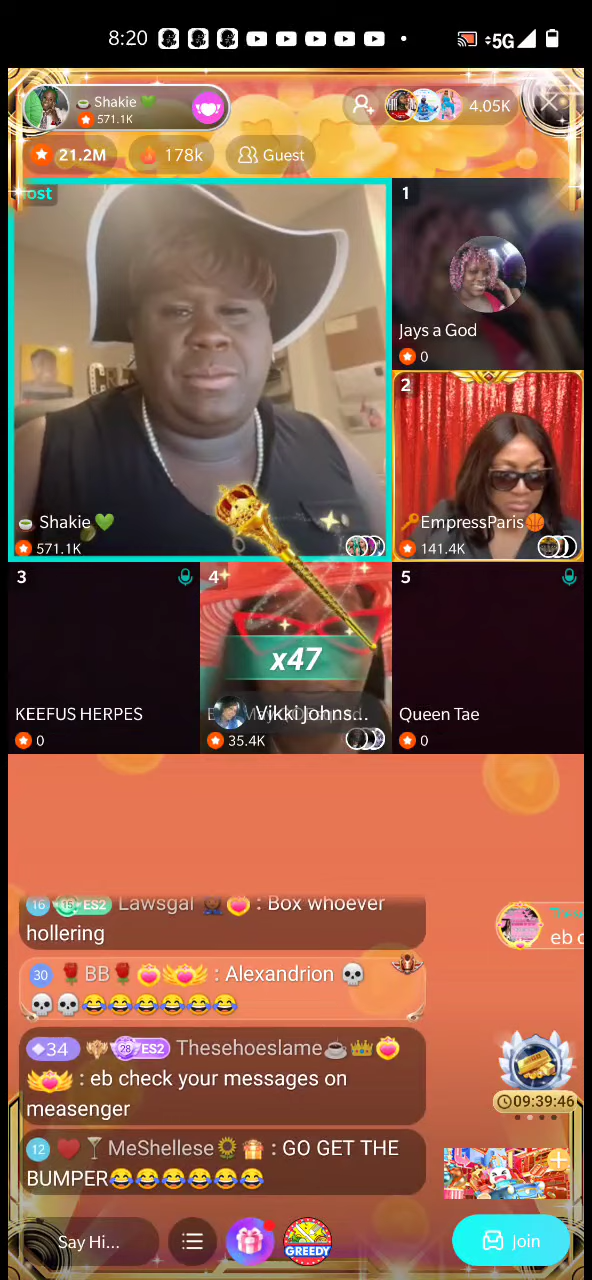 8:20
5G
Shakie
571.1K
4.05K
21.2M
178k
Guest
ost
1
Jays a God
0
2
EmpressParis
141.4K
Shakie
571.1K
3
KEEFUS HERPES
0
4
x47
Vikki Johns...
35.4K
5
Queen Tae
0
16 ES2 Lawsgal : Box whoever
hollering
30 BB : Alexandrion
34 28 ES2 Thesehoeslame
: eb check your messages on
measenger
12 MeShellese : GO GET THE
BUMPER
eb c
09:39:46
Say Hi...
GREEDY
Join